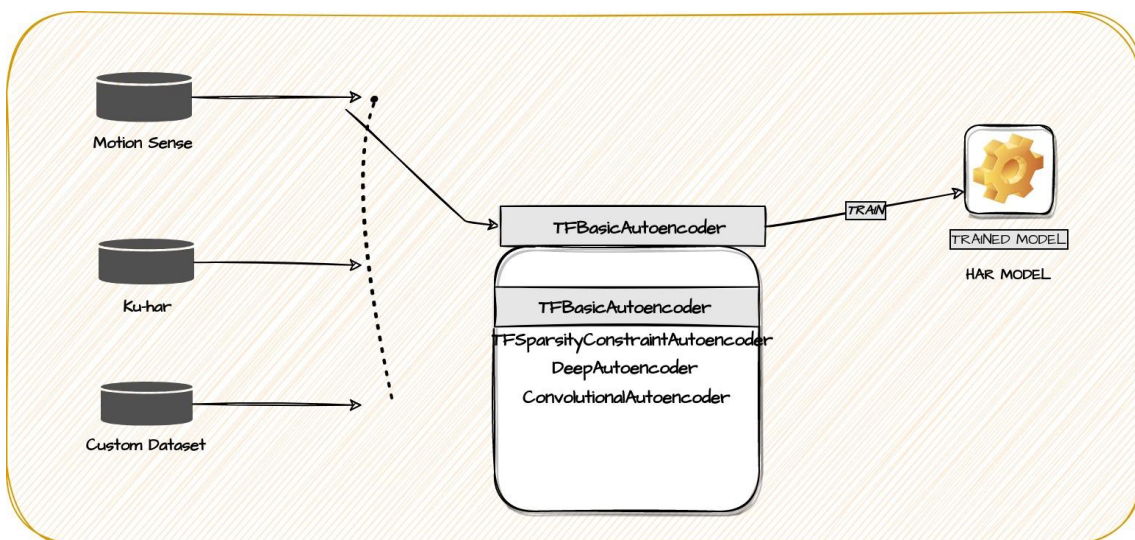 Motion Sense
Ku-har
Custom Dataset
TFBasicAutoencoder
TFBasicAutoencoder
TFSparsityConstraintAutoencoder
DeepAutoencoder
ConvolutionalAutoencoder
TRAIN
TRAINED MODEL
HAR MODEL